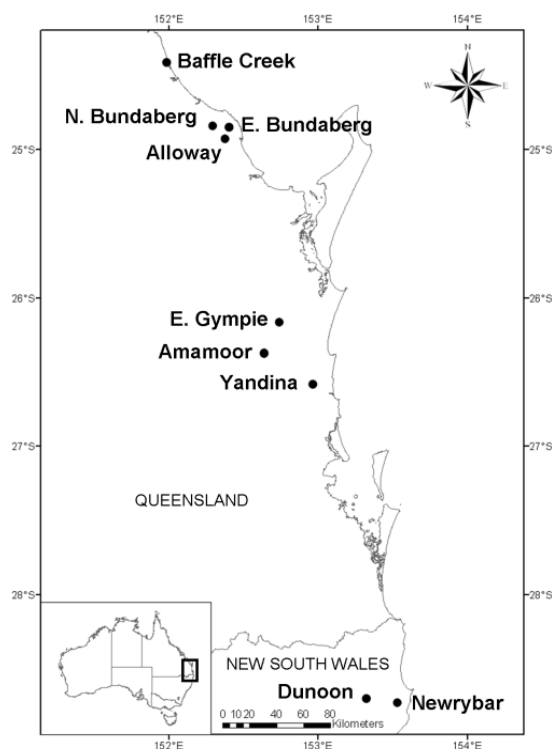 152°E 153°E 154°E
Baffle Creek
N
W E
S
N. Bundaberg
E. Bundaberg
Alloway
25°S 25°S
26°S 26°S
E. Gympie
Amamoor
Yandina
27°S 27°S
QUEENSLAND
28°S 28°S
NEW SOUTH WALES
Dunoon
Newrybar
0 10 20 40 60 80
Kilometers
152°E 153°E 154°E